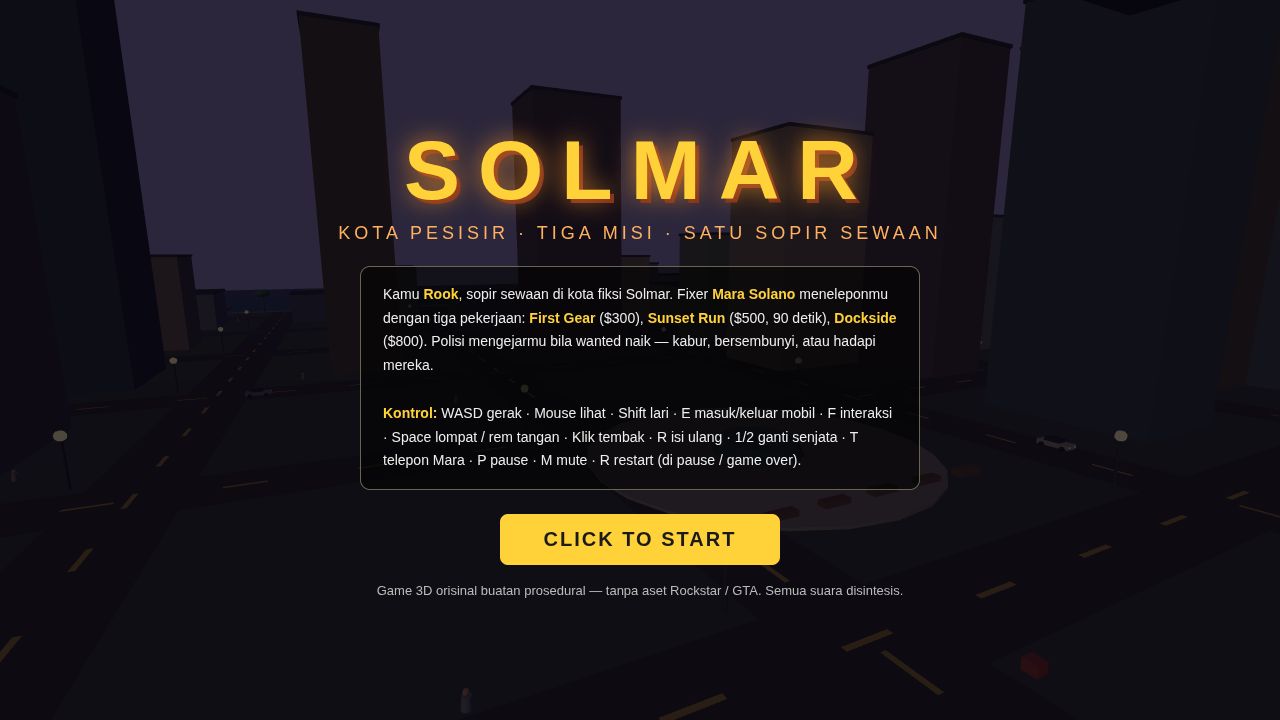 SOLMAR
KOTA PESISIR · TIGA MISI · SATU SOPIR SEWAAN
Kamu Rook, sopir sewaan di kota fiksi Solmar. Fixer Mara Solano meneleponmu
dengan tiga pekerjaan: First Gear ($300), Sunset Run ($500, 90 detik), Dockside
($800). Polisi mengejarmu bila wanted naik — kabur, bersembunyi, atau hadapi
mereka.
Kontrol: WASD gerak · Mouse lihat · Shift lari · E masuk/keluar mobil · F interaksi
· Space lompat / rem tangan · Klik tembak · R isi ulang · 1/2 ganti senjata · T
telepon Mara · P pause · M mute · R restart (di pause / game over).
CLICK TO START
Game 3D orisinal buatan prosedural — tanpa aset Rockstar / GTA. Semua suara disintesis.